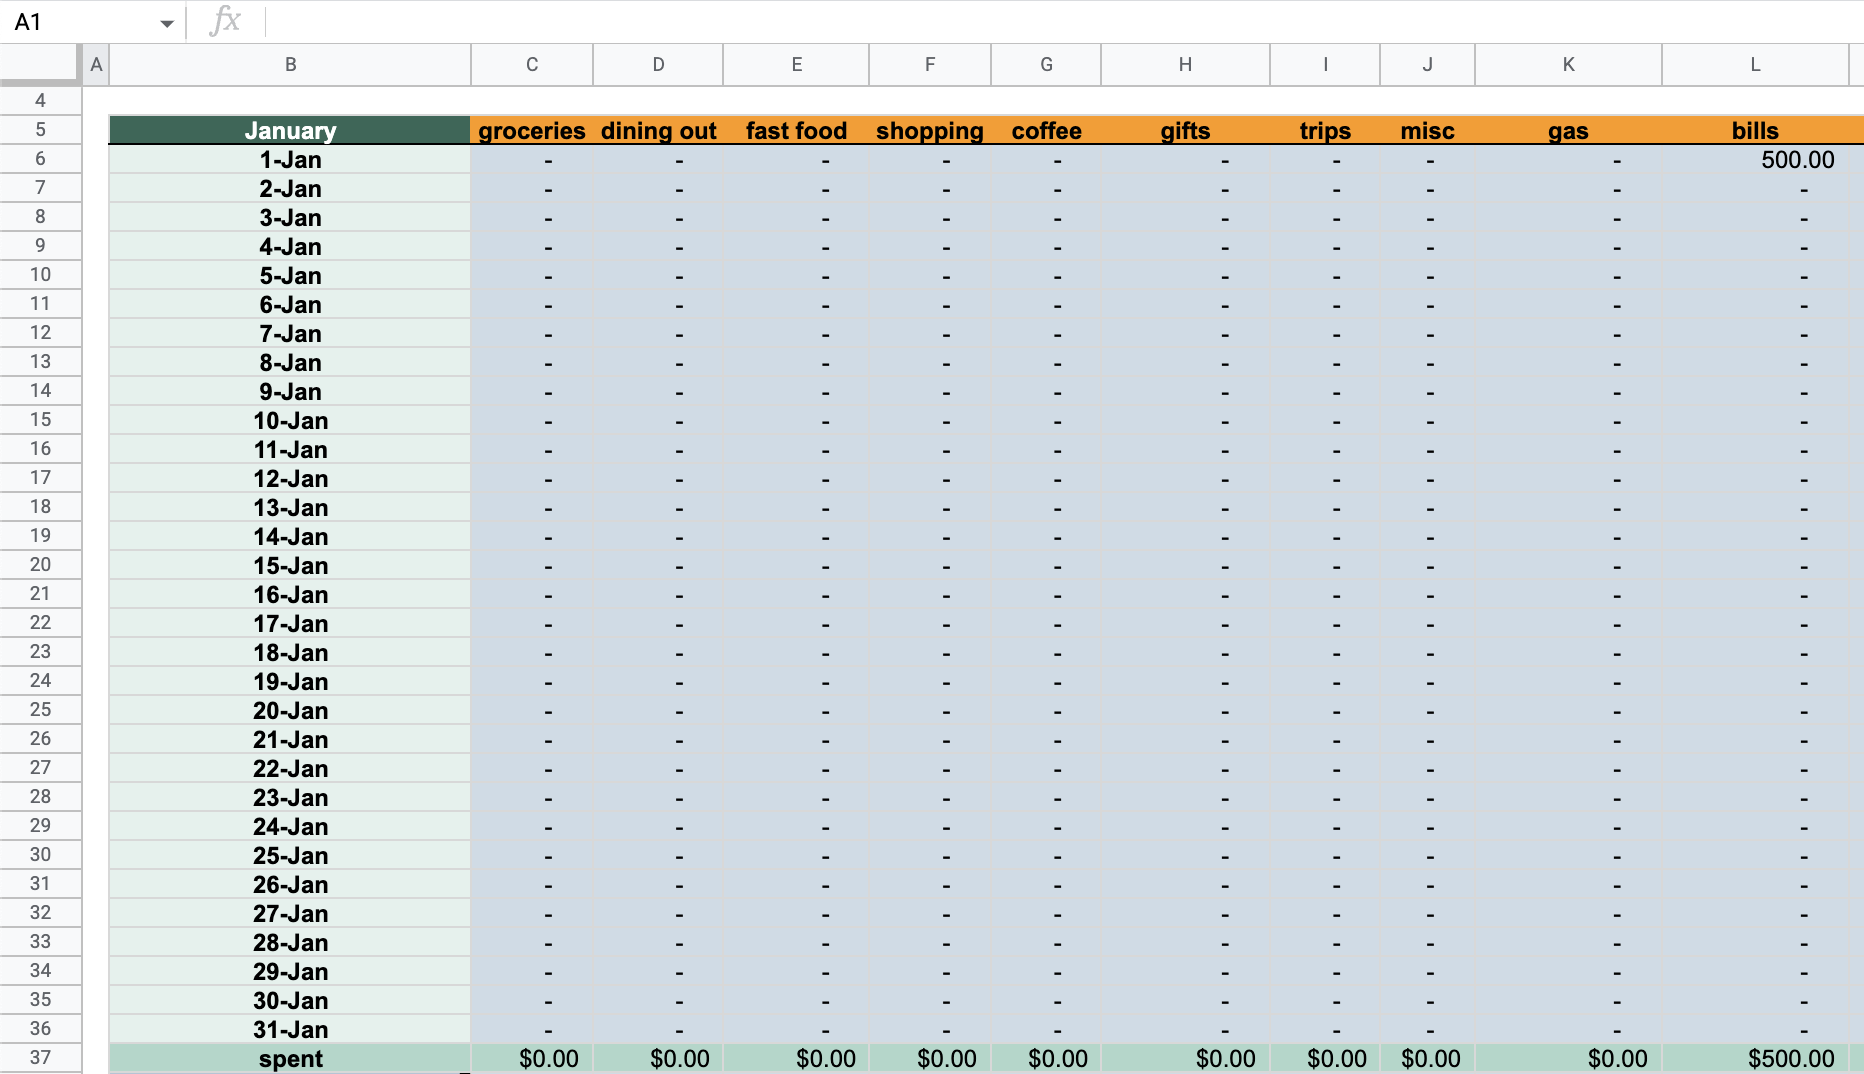 A1 fx
A B C D E F G H I J K L
4
5 January groceries dining out fast food shopping coffee gifts trips misc gas bills
6 1-Jan - - - - - - - - - 500.00
7 2-Jan - - - - - - - - - -
8 3-Jan - - - - - - - - - -
9 4-Jan - - - - - - - - - -
10 5-Jan - - - - - - - - - -
11 6-Jan - - - - - - - - - -
12 7-Jan - - - - - - - - - -
13 8-Jan - - - - - - - - - -
14 9-Jan - - - - - - - - - -
15 10-Jan - - - - - - - - - -
16 11-Jan - - - - - - - - - -
17 12-Jan - - - - - - - - - -
18 13-Jan - - - - - - - - - -
19 14-Jan - - - - - - - - - -
20 15-Jan - - - - - - - - - -
21 16-Jan - - - - - - - - - -
22 17-Jan - - - - - - - - - -
23 18-Jan - - - - - - - - - -
24 19-Jan - - - - - - - - - -
25 20-Jan - - - - - - - - - -
26 21-Jan - - - - - - - - - -
27 22-Jan - - - - - - - - - -
28 23-Jan - - - - - - - - - -
29 24-Jan - - - - - - - - - -
30 25-Jan - - - - - - - - - -
31 26-Jan - - - - - - - - - -
32 27-Jan - - - - - - - - - -
33 28-Jan - - - - - - - - - -
34 29-Jan - - - - - - - - - -
35 30-Jan - - - - - - - - - -
36 31-Jan - - - - - - - - - -
37 spent $0.00 $0.00 $0.00 $0.00 $0.00 $0.00 $0.00 $0.00 $0.00 $500.00